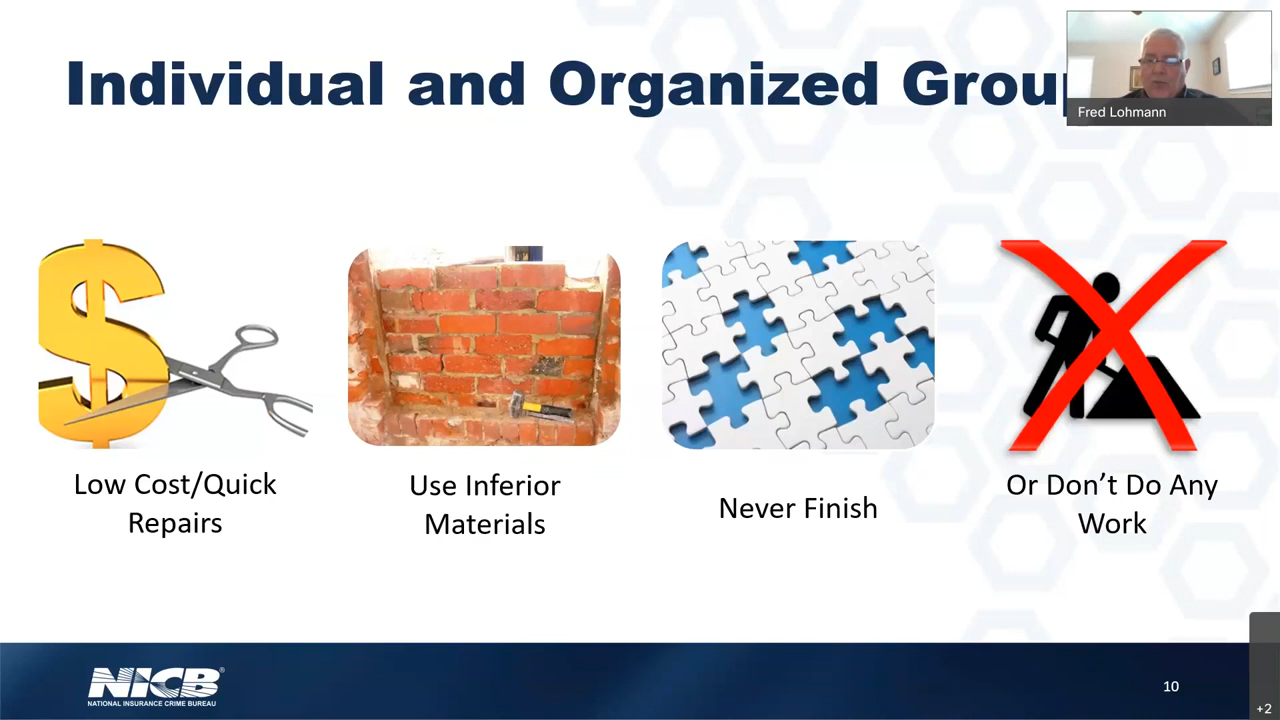 Individual and Organized Grou
Fred Lohmann
Low Cost/Quick
Repairs
Use Inferior
Materials
Never Finish
Or Don’t Do Any
Work
NICB®
NATIONAL INSURANCE CRIME BUREAU
10
+2